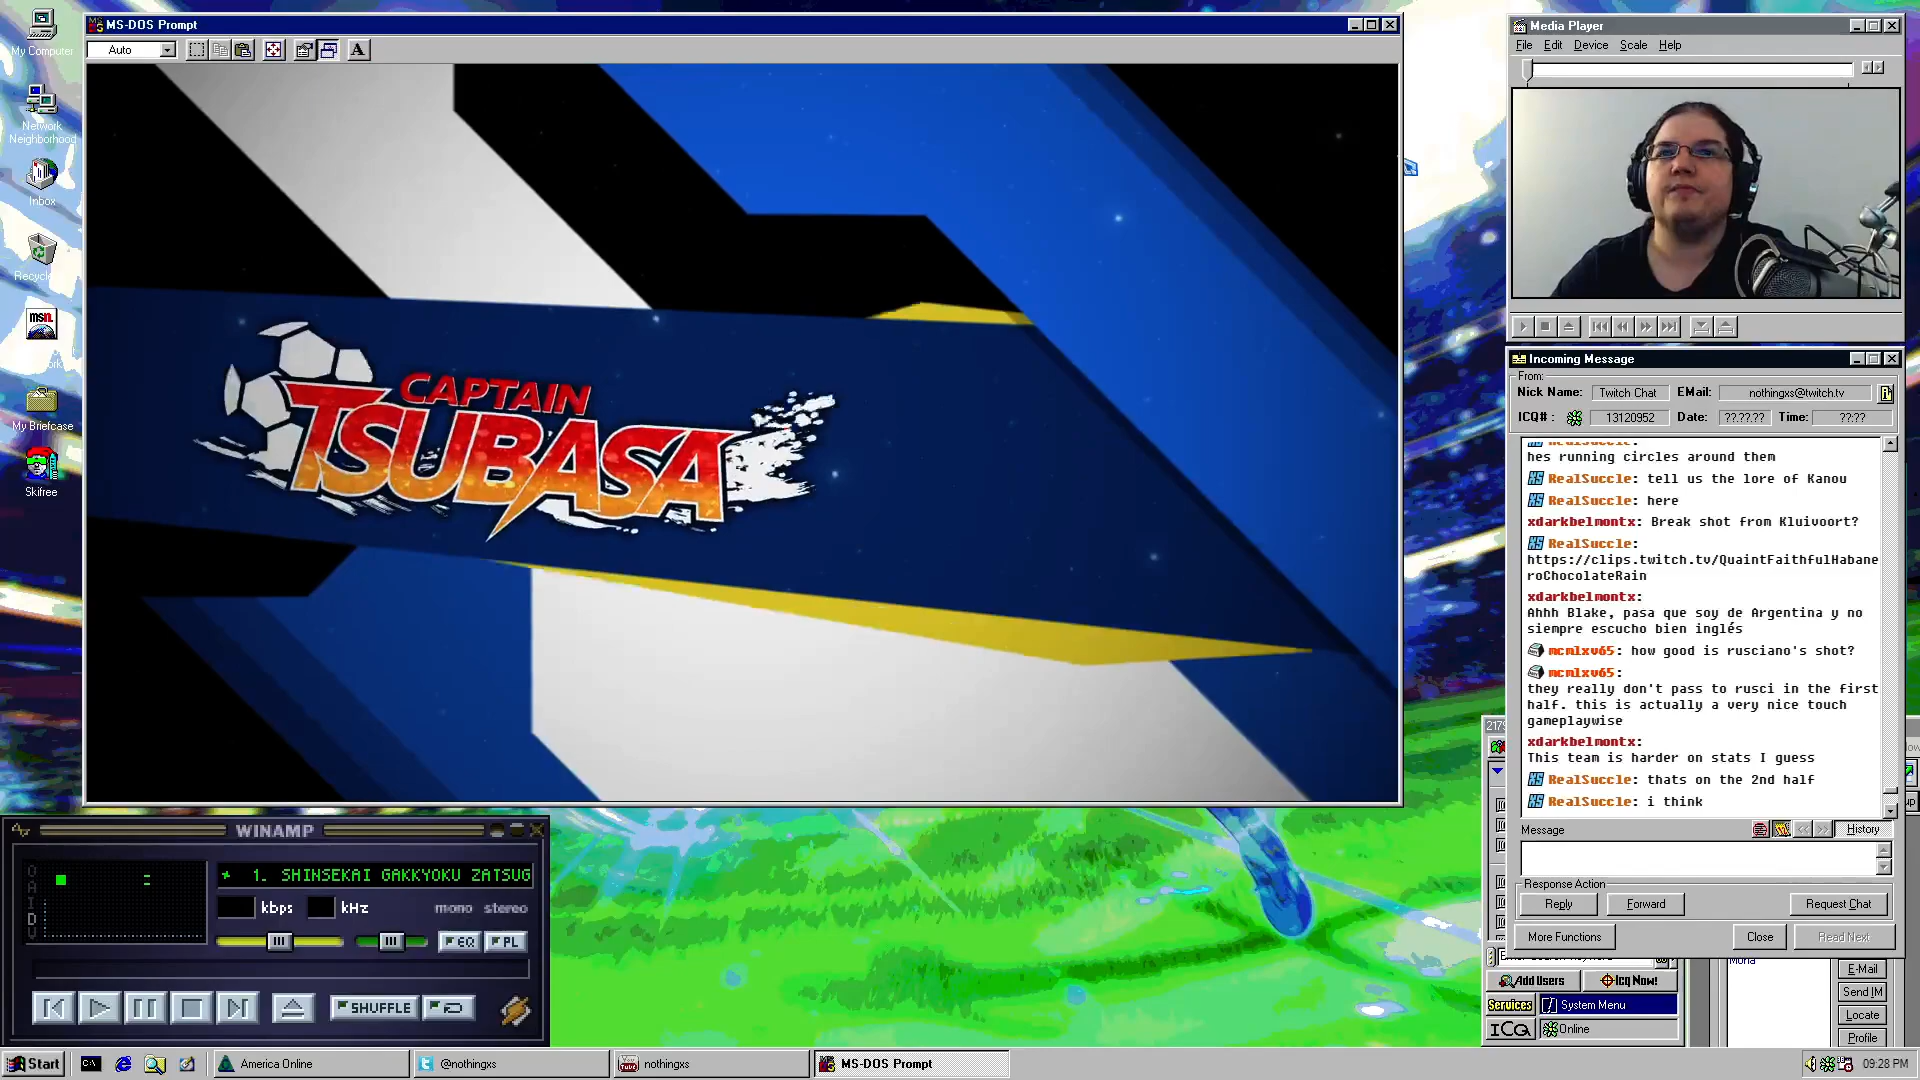 My Computer
Network
Neighborhood
Inbox
Recycle
msn
My Briefcase
Skifree
MS-DOS Prompt
Auto
A
CAPTAIN
TSUBASA
Media Player
File Edit Device Scale Help
Incoming Message
From:
Nick Name: Twitch Chat EMail: nothingxs@twitch.tv
ICQ# : 13120952 Date: ??.??.?? Time: ??:??
RealSuccle:
hes running circles around them
RealSuccle: tell us the lore of Kanou
RealSuccle: here
xdarkbelmontx: Break shot from Kluivoort?
RealSuccle:
https://clips.twitch.tv/QuaintFaithfulHabane
roChocolateRain
xdarkbelmontx:
Ahhh Blake, pasa que soy de Argentina y no
siempre escucho bien inglés
mcmlxv65: how good is rusciano's shot?
mcmlxv65:
they really don't pass to rusci in the first
half. this is actually a very nice touch
gameplaywise
xdarkbelmontx:
This team is harder on stats I guess
RealSuccle: thats on the 2nd half
RealSuccle: i think
Message
History
Response Action
Reply Forward Request Chat
More Functions Close Read Next
2179
Add Users Icq Now!
Services System Menu
ICQ Online
E-Mail
Send IM
Locate
Profile
WINAMP
1. SHINSEKAI GAKKYOKU ZATSUG
kbps kHz mono stereo
EQ PL
SHUFFLE
Start
America Online
@nothingxs
nothingxs
MS-DOS Prompt
09:28 PM